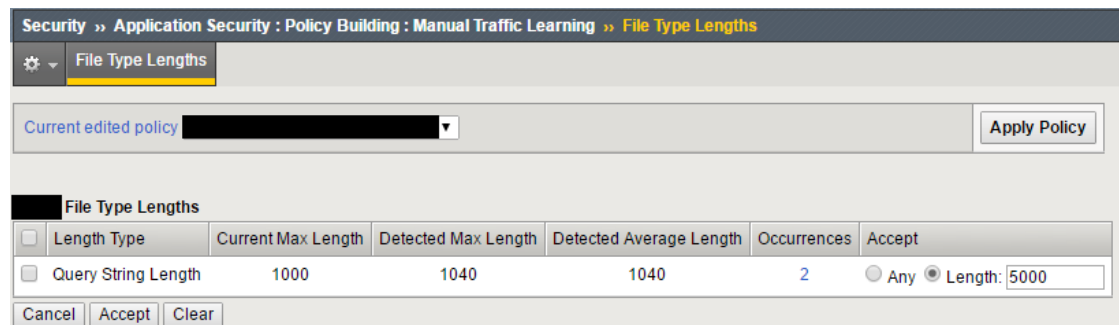 Security » Application Security : Policy Building : Manual Traffic Learning » File Type Lengths
File Type Lengths
Current edited policy
Apply Policy
File Type Lengths
Length Type Current Max Length Detected Max Length Detected Average Length Occurrences Accept
Query String Length 1000 1040 1040 2 Any Length: 5000
Cancel Accept Clear